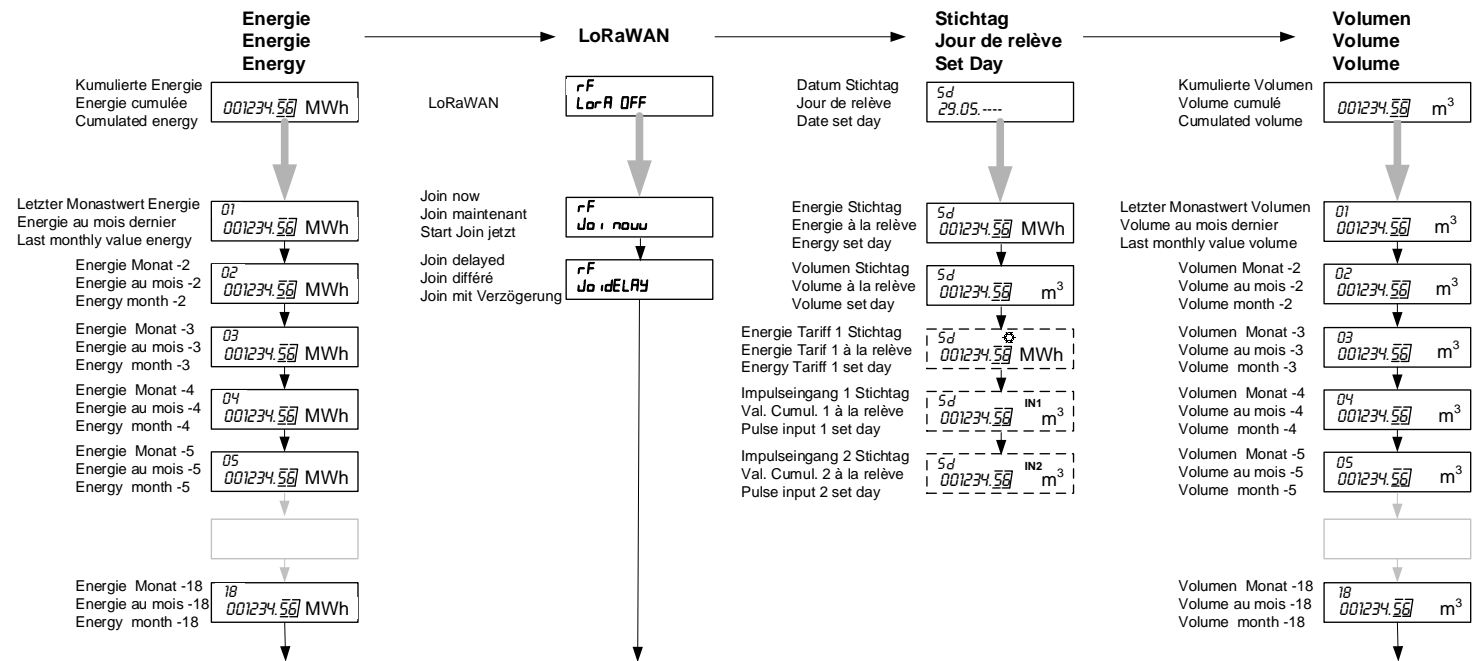 Energie
Energie
Energy
LoRaWAN
Stichtag
Jour de relève
Set Day
Volumen
Volume
Volume
Kumulierte Energie
Energie cumulée
Cumulated energy
001234.56 MWh
LoRaWAN
rF
LorA OFF
Datum Stichtag
Jour de relève
Date set day
Sd
29.05.----
Kumulierte Volumen
Volume cumulé
Cumulated volume
001234.56 m³
Letzter Monastwert Energie
Energie au mois dernier
Last monthly value energy
01
001234.56 MWh
Energie Monat -2
Energie au mois -2
Energy month -2
02
001234.56 MWh
Energie Monat -3
Energie au mois -3
Energy month -3
03
001234.56 MWh
Energie Monat -4
Energie au mois -4
Energy month -4
04
001234.56 MWh
Energie Monat -5
Energie au mois -5
Energy month -5
05
001234.56 MWh
Energie Monat -18
Energie au mois -18
Energy month -18
18
001234.56 MWh
Join now
Join maintenant
Start Join jetzt
rF
Joi nouu
Join delayed
Join différé
Join mit Verzögerung
rF
JoidELAY
Energie Stichtag
Energie à la relève
Energy set day
Sd
001234.56 MWh
Volumen Stichtag
Volume à la relève
Volume set day
Sd
001234.56 m³
Energie Tariff 1 Stichtag
Energie Tarif 1 à la relève
Energy Tariff 1 set day
Sd
001234.56 MWh
Impulseingang 1 Stichtag
Val. Cumul. 1 à la relève
Pulse input 1 set day
Sd IN1
001234.56 m³
Impulseingang 2 Stichtag
Val. Cumul. 2 à la relève
Pulse input 2 set day
Sd IN2
001234.56 m³
Letzter Monastwert Volumen
Volume au mois dernier
Last monthly value volume
01
001234.56 m³
Volumen Monat -2
Volume au mois -2
Volume month -2
02
001234.56 m³
Volumen Monat -3
Volume au mois -3
Volume month -3
03
001234.56 m³
Volumen Monat -4
Volume au mois -4
Volume month -4
04
001234.56 m³
Volumen Monat -5
Volume au mois -5
Volume month -5
05
001234.56 m³
Volumen Monat -18
Volume au mois -18
Volume month -18
18
001234.56 m³